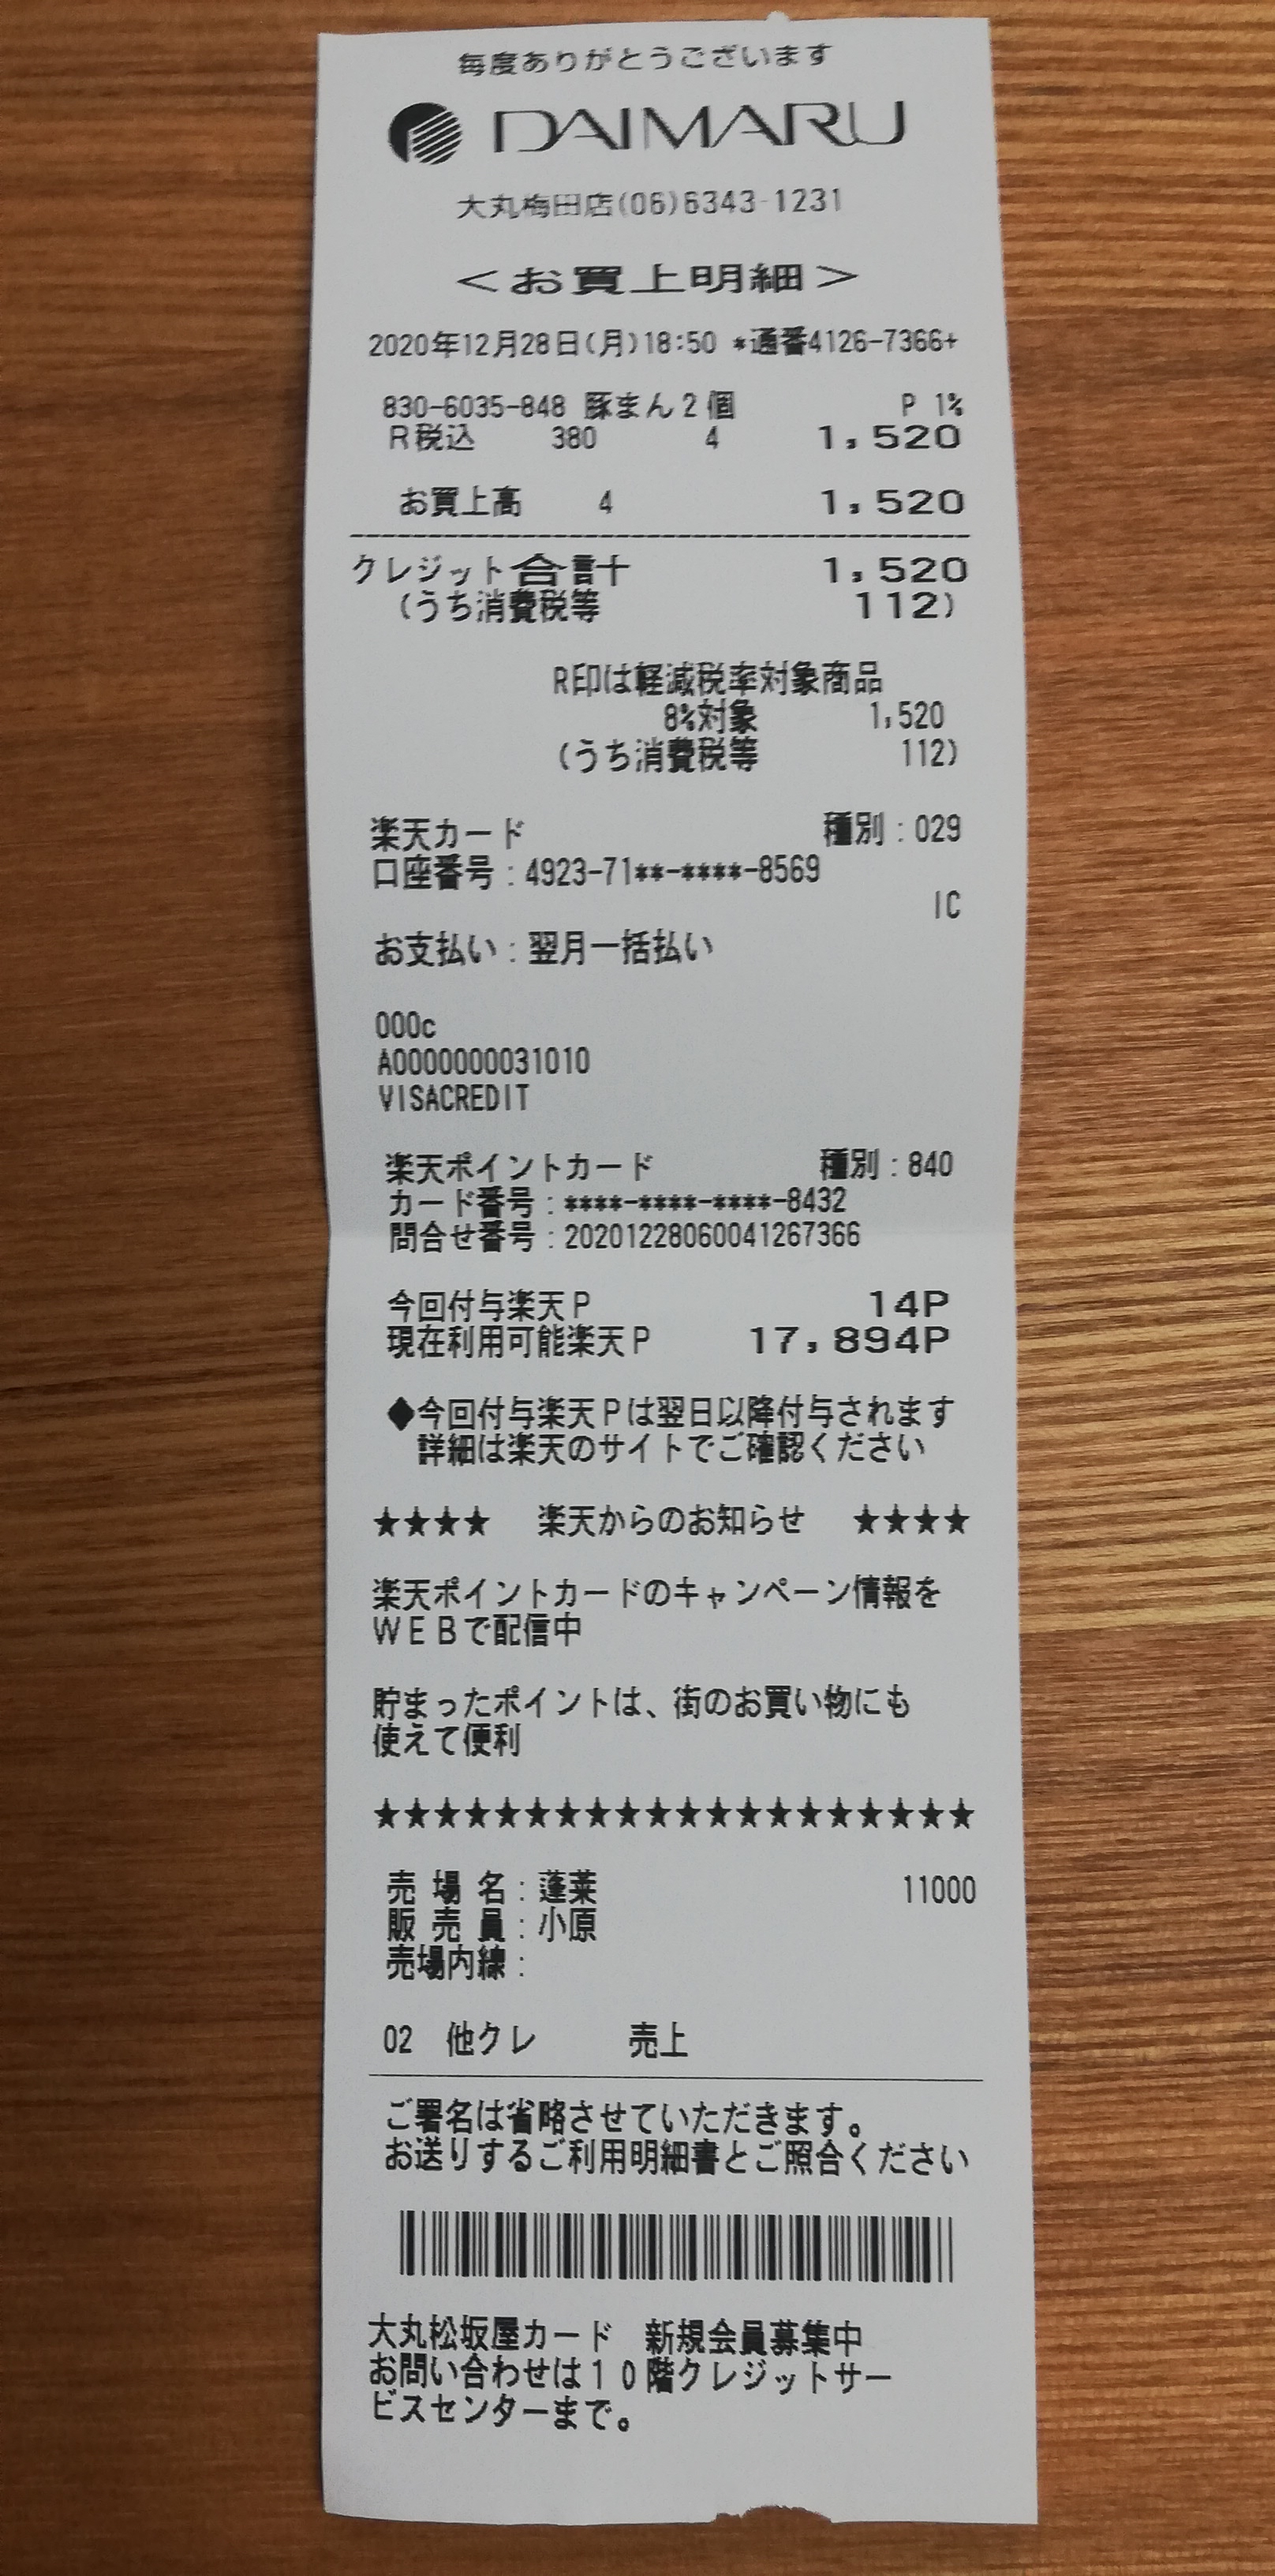 毎度ありがとうございます
DAIMARU
大丸梅田店(06)6343-1231
＜お買上明細＞
2020年12月28日(月)18:50 *通番4126-7366+
830-6035-848 豚まん２個 P 1%
R税込 380 4 1,520
お買上高 4 1,520
クレジット合計 1,520
(うち消費税等 112)
R印は軽減税率対象商品
8%対象 1,520
(うち消費税等 112)
楽天カード 種別:029
口座番号:4923-71**-****-8569
IC
お支払い:翌月一括払い
000c
A0000000031010
VISACREDIT
楽天ポイントカード 種別:840
カード番号:****-****-****-8432
問合せ番号:20201228060041267366
今回付与楽天Ｐ 14P
現在利用可能楽天Ｐ 17,894P
◆今回付与楽天Ｐは翌日以降付与されます
詳細は楽天のサイトでご確認ください
★★★★ 楽天からのお知らせ ★★★★
楽天ポイントカードのキャンペーン情報を
ＷＥＢで配信中
貯まったポイントは、街のお買い物にも
使えて便利
★★★★★★★★★★★★★★★★★★★★
売 場 名:蓬莱 11000
販 売 員:小原
売場内線:
02 他クレ 売上
ご署名は省略させていただきます。
お送りするご利用明細書とご照合ください
大丸松坂屋カード 新規会員募集中
お問い合わせは１０階クレジットサー
ビスセンターまで。